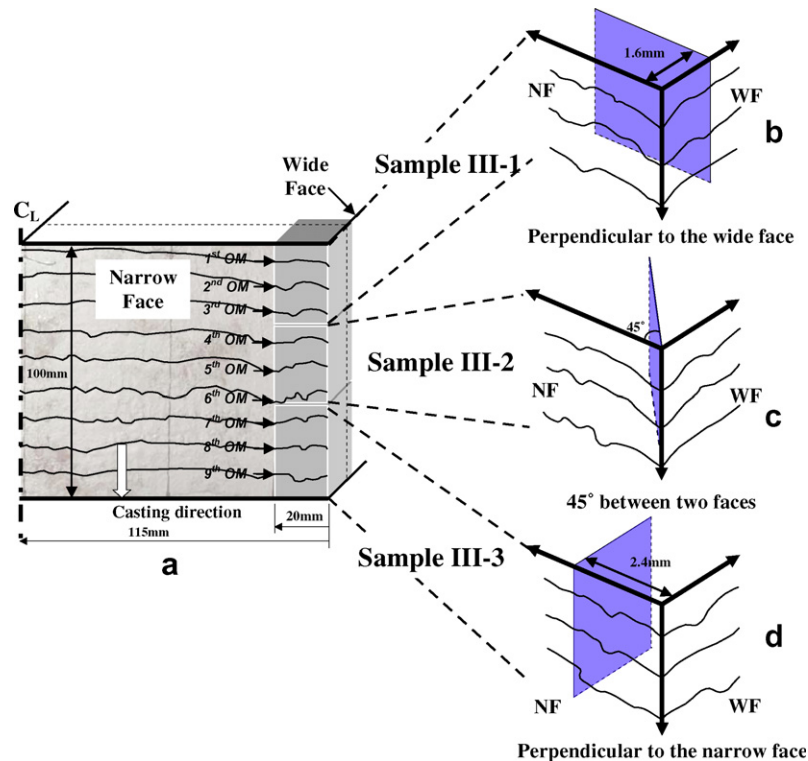 1.6mm
NF
WF
b
Perpendicular to the wide face
Sample III-1
Wide
Face
C_L
Narrow
Face
1st OM
2nd OM
3rd OM
4th OM
5th OM
6th OM
7th OM
8th OM
9th OM
100mm
Casting direction
20mm
115mm
a
45°
Sample III-2
NF
WF
c
45° between two faces
Sample III-3
2.4mm
d
NF
WF
Perpendicular to the narrow face